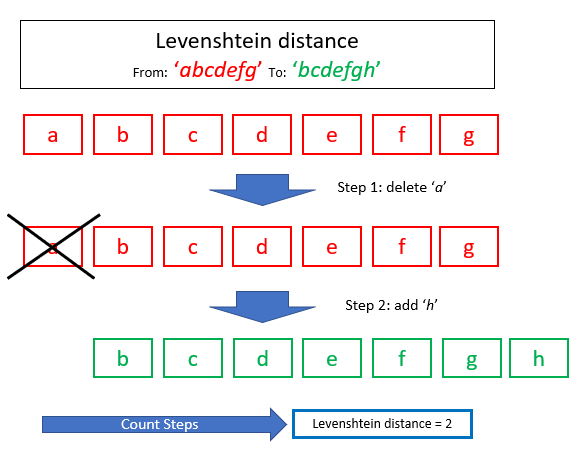 Levenshtein distance
From: ‘abcdefg’ To: ‘bcdefgh’
a b c d e f g
Step 1: delete ‘a’
a b c d e f g
Step 2: add ‘h’
b c d e f g h
Count Steps
Levenshtein distance = 2